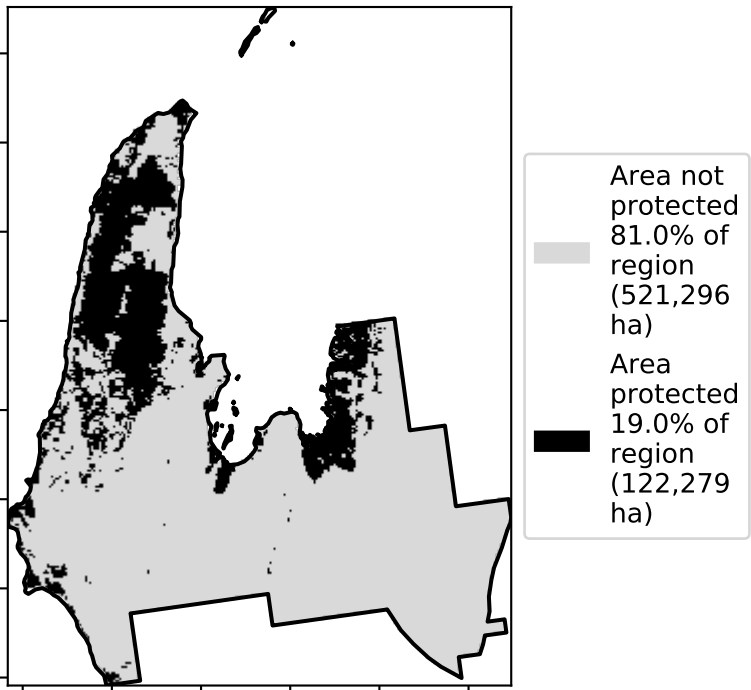 Area not
protected
81.0% of
region
(521,296
ha)
Area
protected
19.0% of
region
(122,279
ha)